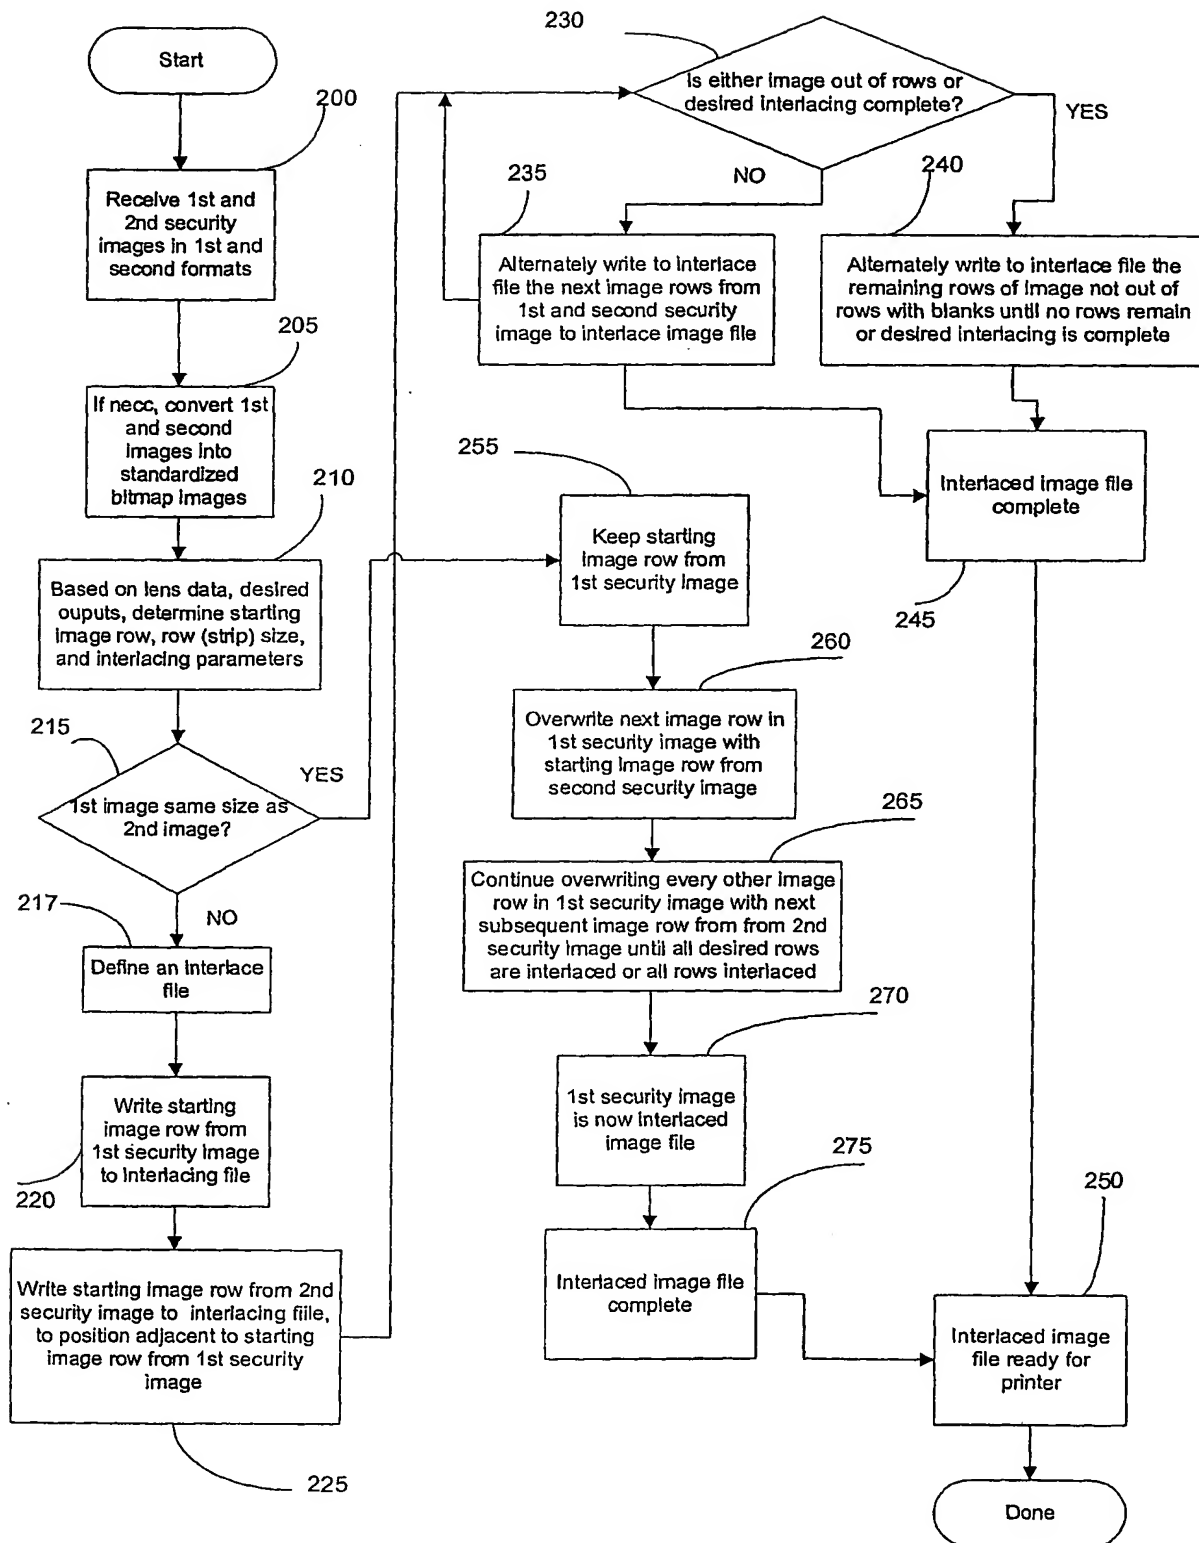 Start
200
Receive 1st and
2nd security
images in 1st and
second formats
205
If necc, convert 1st
and second
images into
standardized
bitmap images
210
Based on lens data, desired
ouputs, determine starting
image row, row (strip) size,
and interlacing parameters
215
1st image same size as
2nd image?
YES
NO
217
Define an interlace
file
Write starting
image row from
1st security image
to interlacing file
220
Write starting image row from 2nd
security image to interlacing fiile,
to position adjacent to starting
image row from 1st security
image
225
230
Is either image out of rows or
desired interlacing complete?
YES
NO
235
Alternately write to interlace
file the next image rows from
1st and second security
image to interlace image file
240
Alternately write to interlace file the
remaining rows of image not out of
rows with blanks until no rows remain
or desired interlacing is complete
Interlaced image file
complete
245
255
Keep starting
image row from
1st security image
260
Overwrite next image row in
1st security image with
starting image row from
second security image
265
Continue overwriting every other image
row in 1st security image with next
subsequent image row from from 2nd
security image until all desired rows
are interlaced or all rows interlaced
270
1st security image
is now interlaced
image file
275
Interlaced image file
complete
250
Interlaced image
file ready for
printer
Done